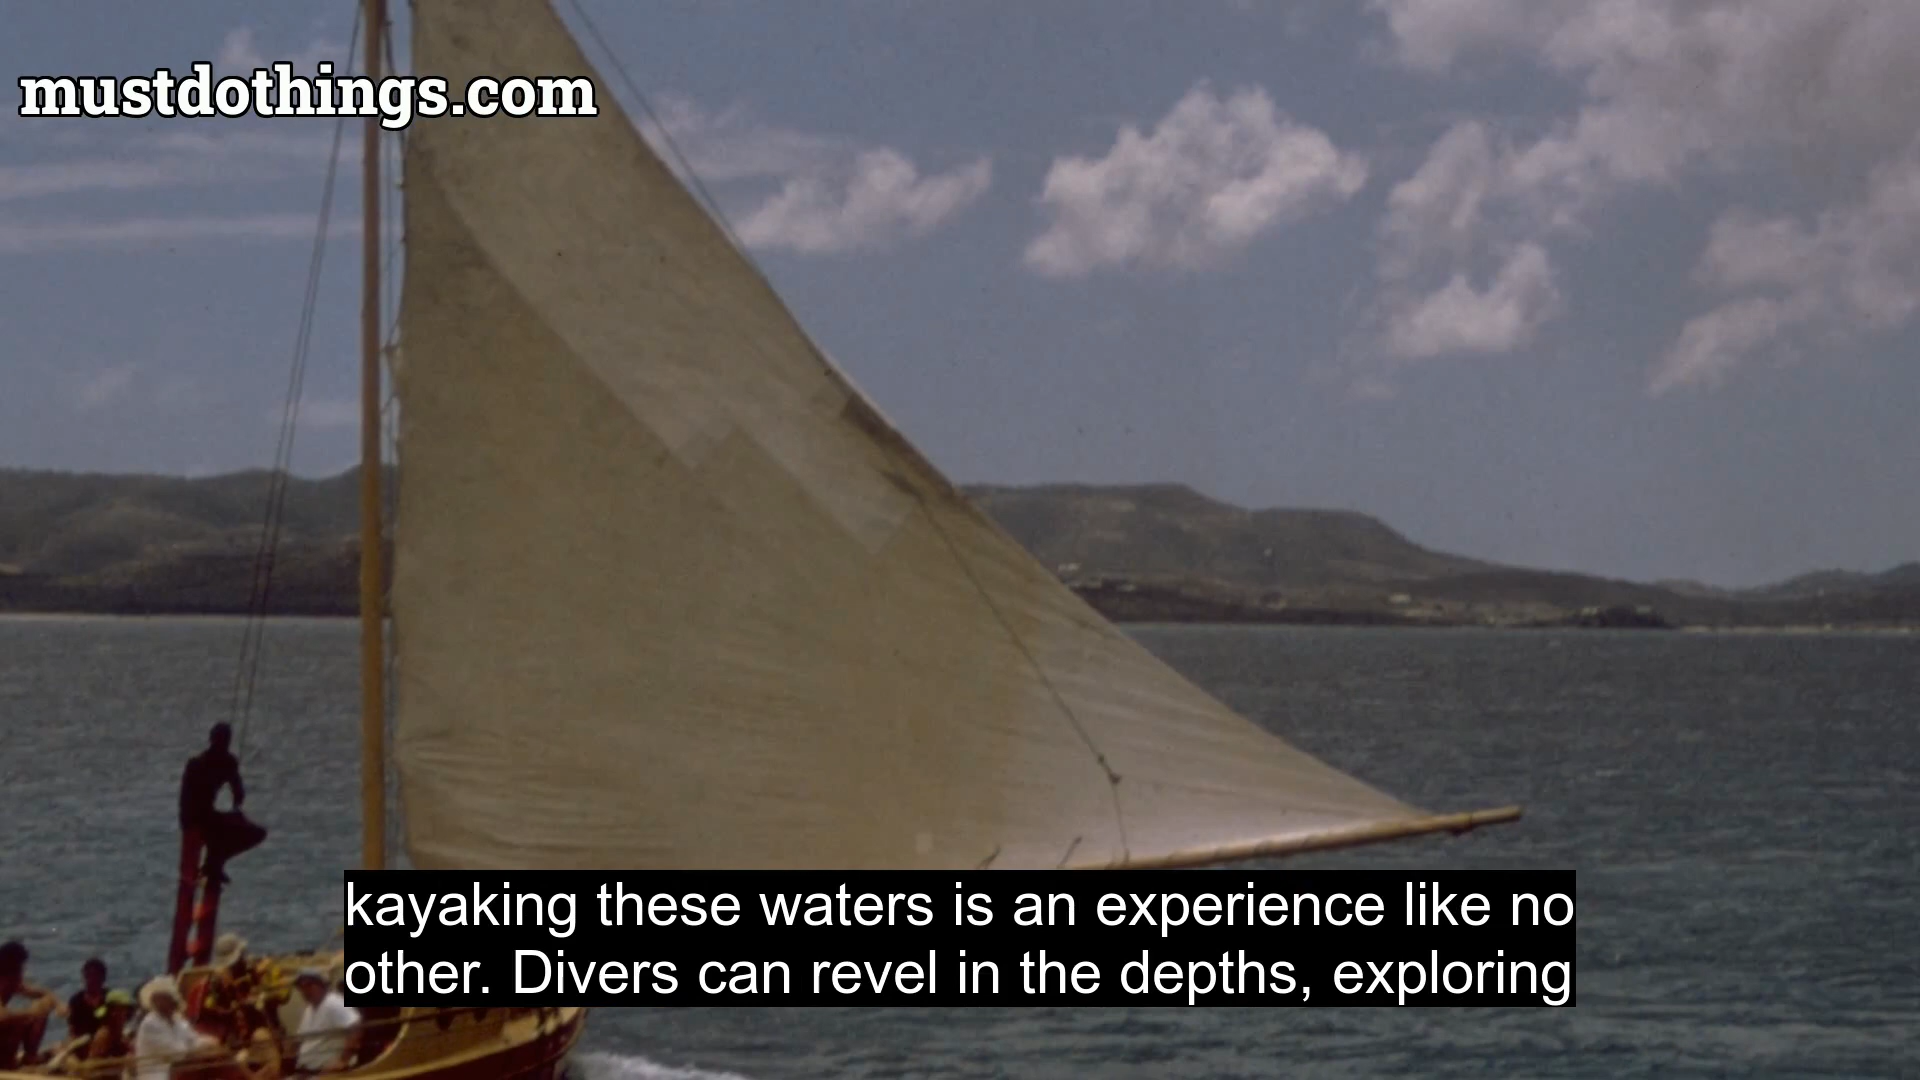 mustdothings.com
kayaking these waters is an experience like no
other. Divers can revel in the depths, exploring